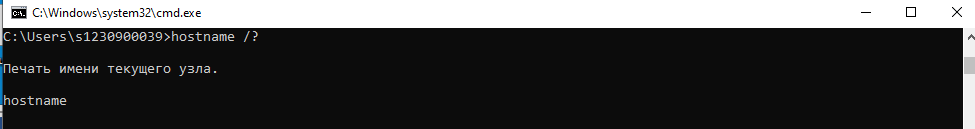 C:\Windows\system32\cmd.exe
C:\Users\s1230900039>hostname /?
Печать имени текущего узла.
hostname